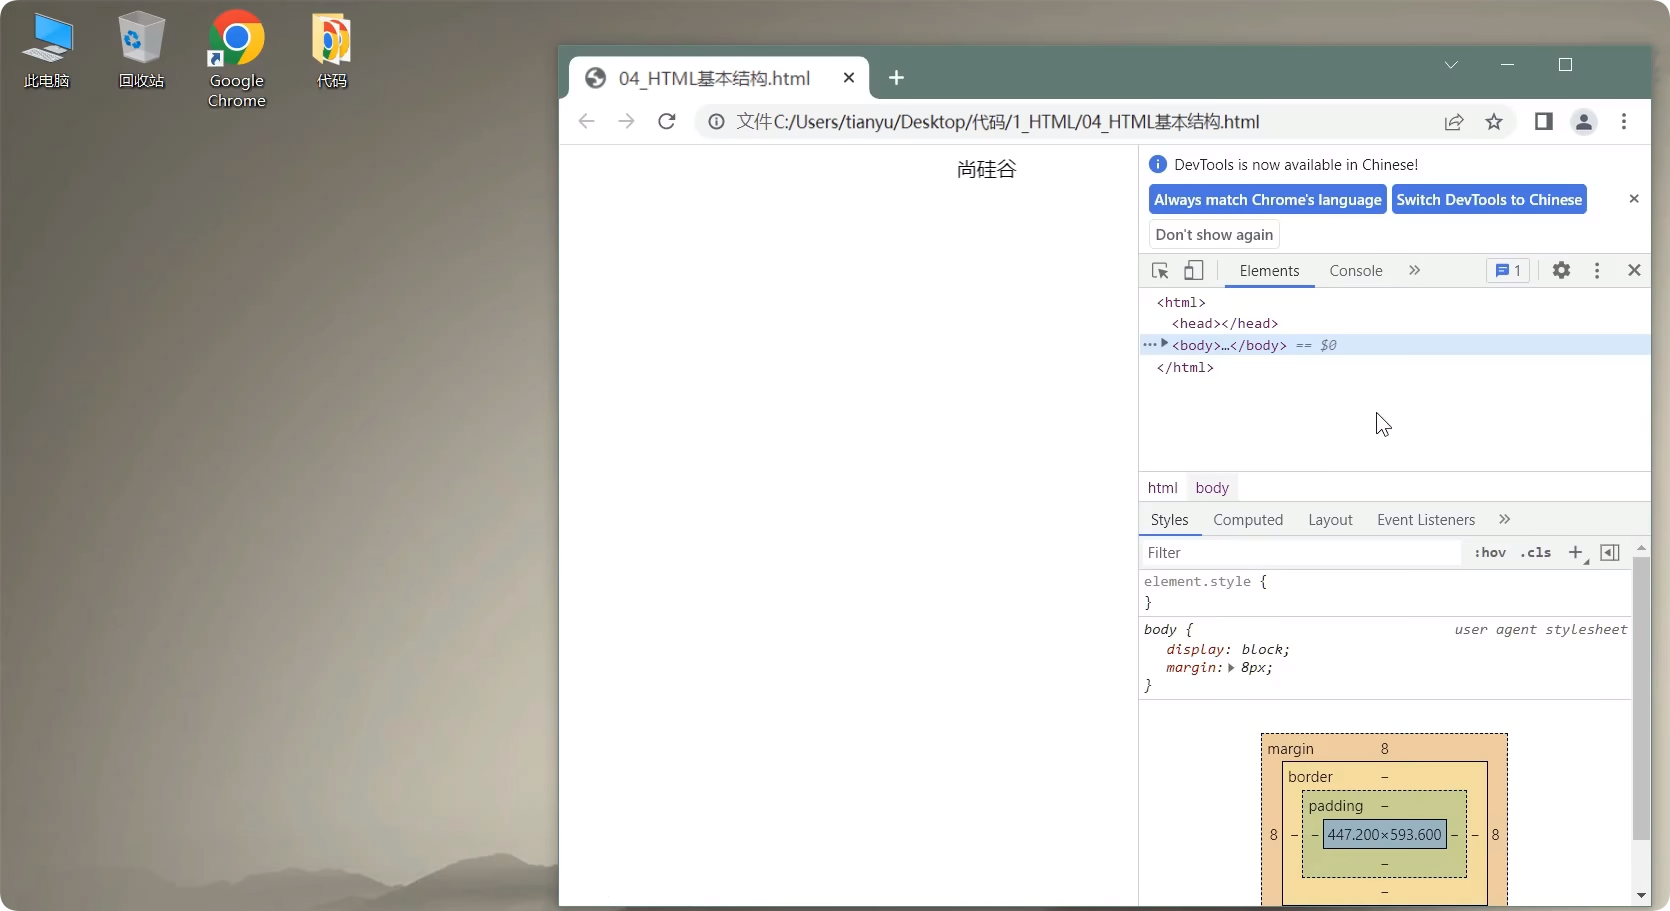 此电脑
回收站
Google
Chrome
代码
04_HTML基本结构.html
文件C:/Users/tianyu/Desktop/代码/1_HTML/04_HTML基本结构.html
尚硅谷
DevTools is now available in Chinese!
Always match Chrome's language
Switch DevTools to Chinese
Don't show again
Elements
Console
1
<html>
<head></head>
<body>…</body> == $0
</html>
html
body
Styles
Computed
Layout
Event Listeners
Filter
:hov
.cls
element.style {
}
body {
user agent stylesheet
display: block;
margin: 8px;
}
margin
8
border
–
padding
–
8
–
–
447.200×593.600
–
–
8
–
–